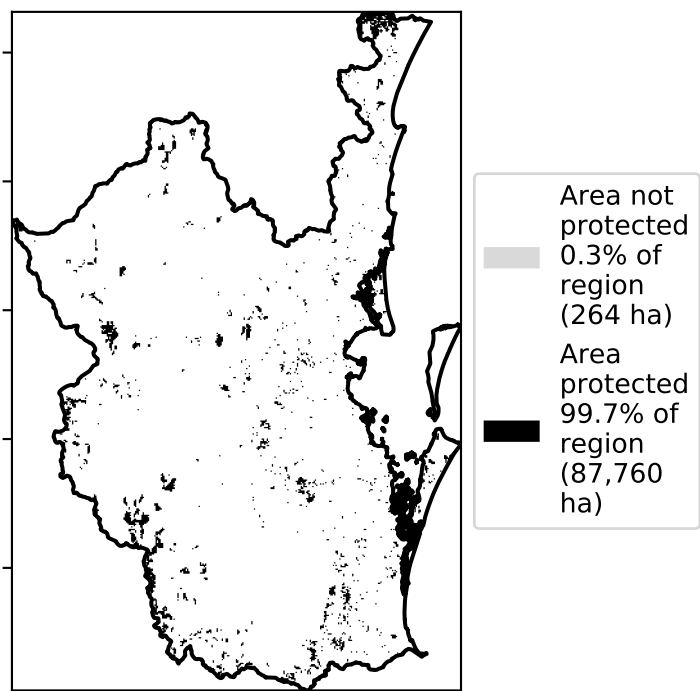 Area not
protected
0.3% of
region
(264 ha)
Area
protected
99.7% of
region
(87,760
ha)